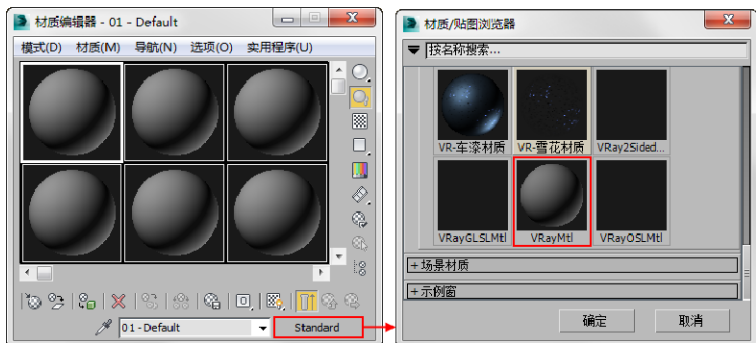 材质编辑器 - 01 - Default
模式(D) 材质(M) 导航(N) 选项(O) 实用程序(U)
01 - Default
Standard
材质/贴图浏览器
按名称搜索...
VR-车漆材质 VR-雪花材质 VRay2Sided...
VRayGLSLMtl VRayMtl VRayOSLMtl
+ 场景材质
+ 示例窗
确定 取消